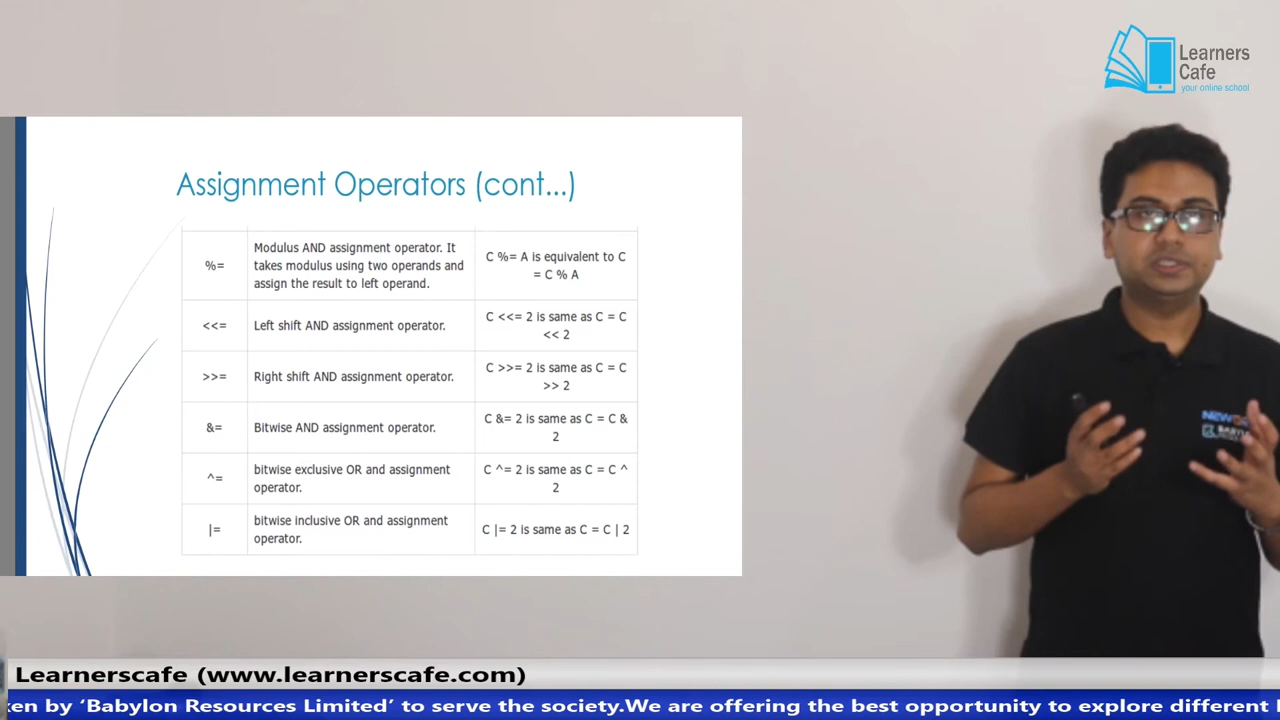 Learners
Cafe
your online school
Assignment Operators (cont...)
%=
Modulus AND assignment operator. It
takes modulus using two operands and
assign the result to left operand.
C %= A is equivalent to C
= C % A
<<=
Left shift AND assignment operator.
C <<= 2 is same as C = C
<< 2
>>=
Right shift AND assignment operator.
C >>= 2 is same as C = C
>> 2
&=
Bitwise AND assignment operator.
C &= 2 is same as C = C &
2
^=
bitwise exclusive OR and assignment
operator.
C ^= 2 is same as C = C ^
2
|=
bitwise inclusive OR and assignment
operator.
C |= 2 is same as C = C | 2
Learnerscafe (www.learnerscafe.com)
by ‘Babylon Resources Limited’ to serve the society.We are offering the best opportunity to explore different